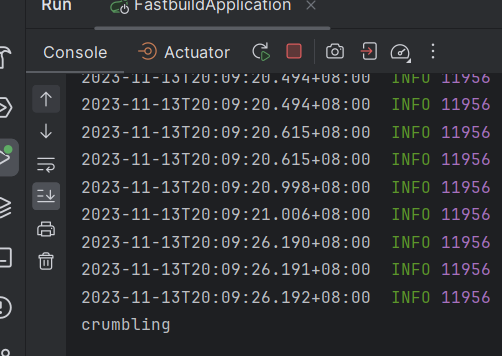 Run FastbuildApplication
Console Actuator
2023-11-13T20:09:20.494+08:00 INFO 11956
2023-11-13T20:09:20.494+08:00 INFO 11956
2023-11-13T20:09:20.615+08:00 INFO 11956
2023-11-13T20:09:20.615+08:00 INFO 11956
2023-11-13T20:09:20.998+08:00 INFO 11956
2023-11-13T20:09:21.006+08:00 INFO 11956
2023-11-13T20:09:26.190+08:00 INFO 11956
2023-11-13T20:09:26.191+08:00 INFO 11956
2023-11-13T20:09:26.192+08:00 INFO 11956
crumbling